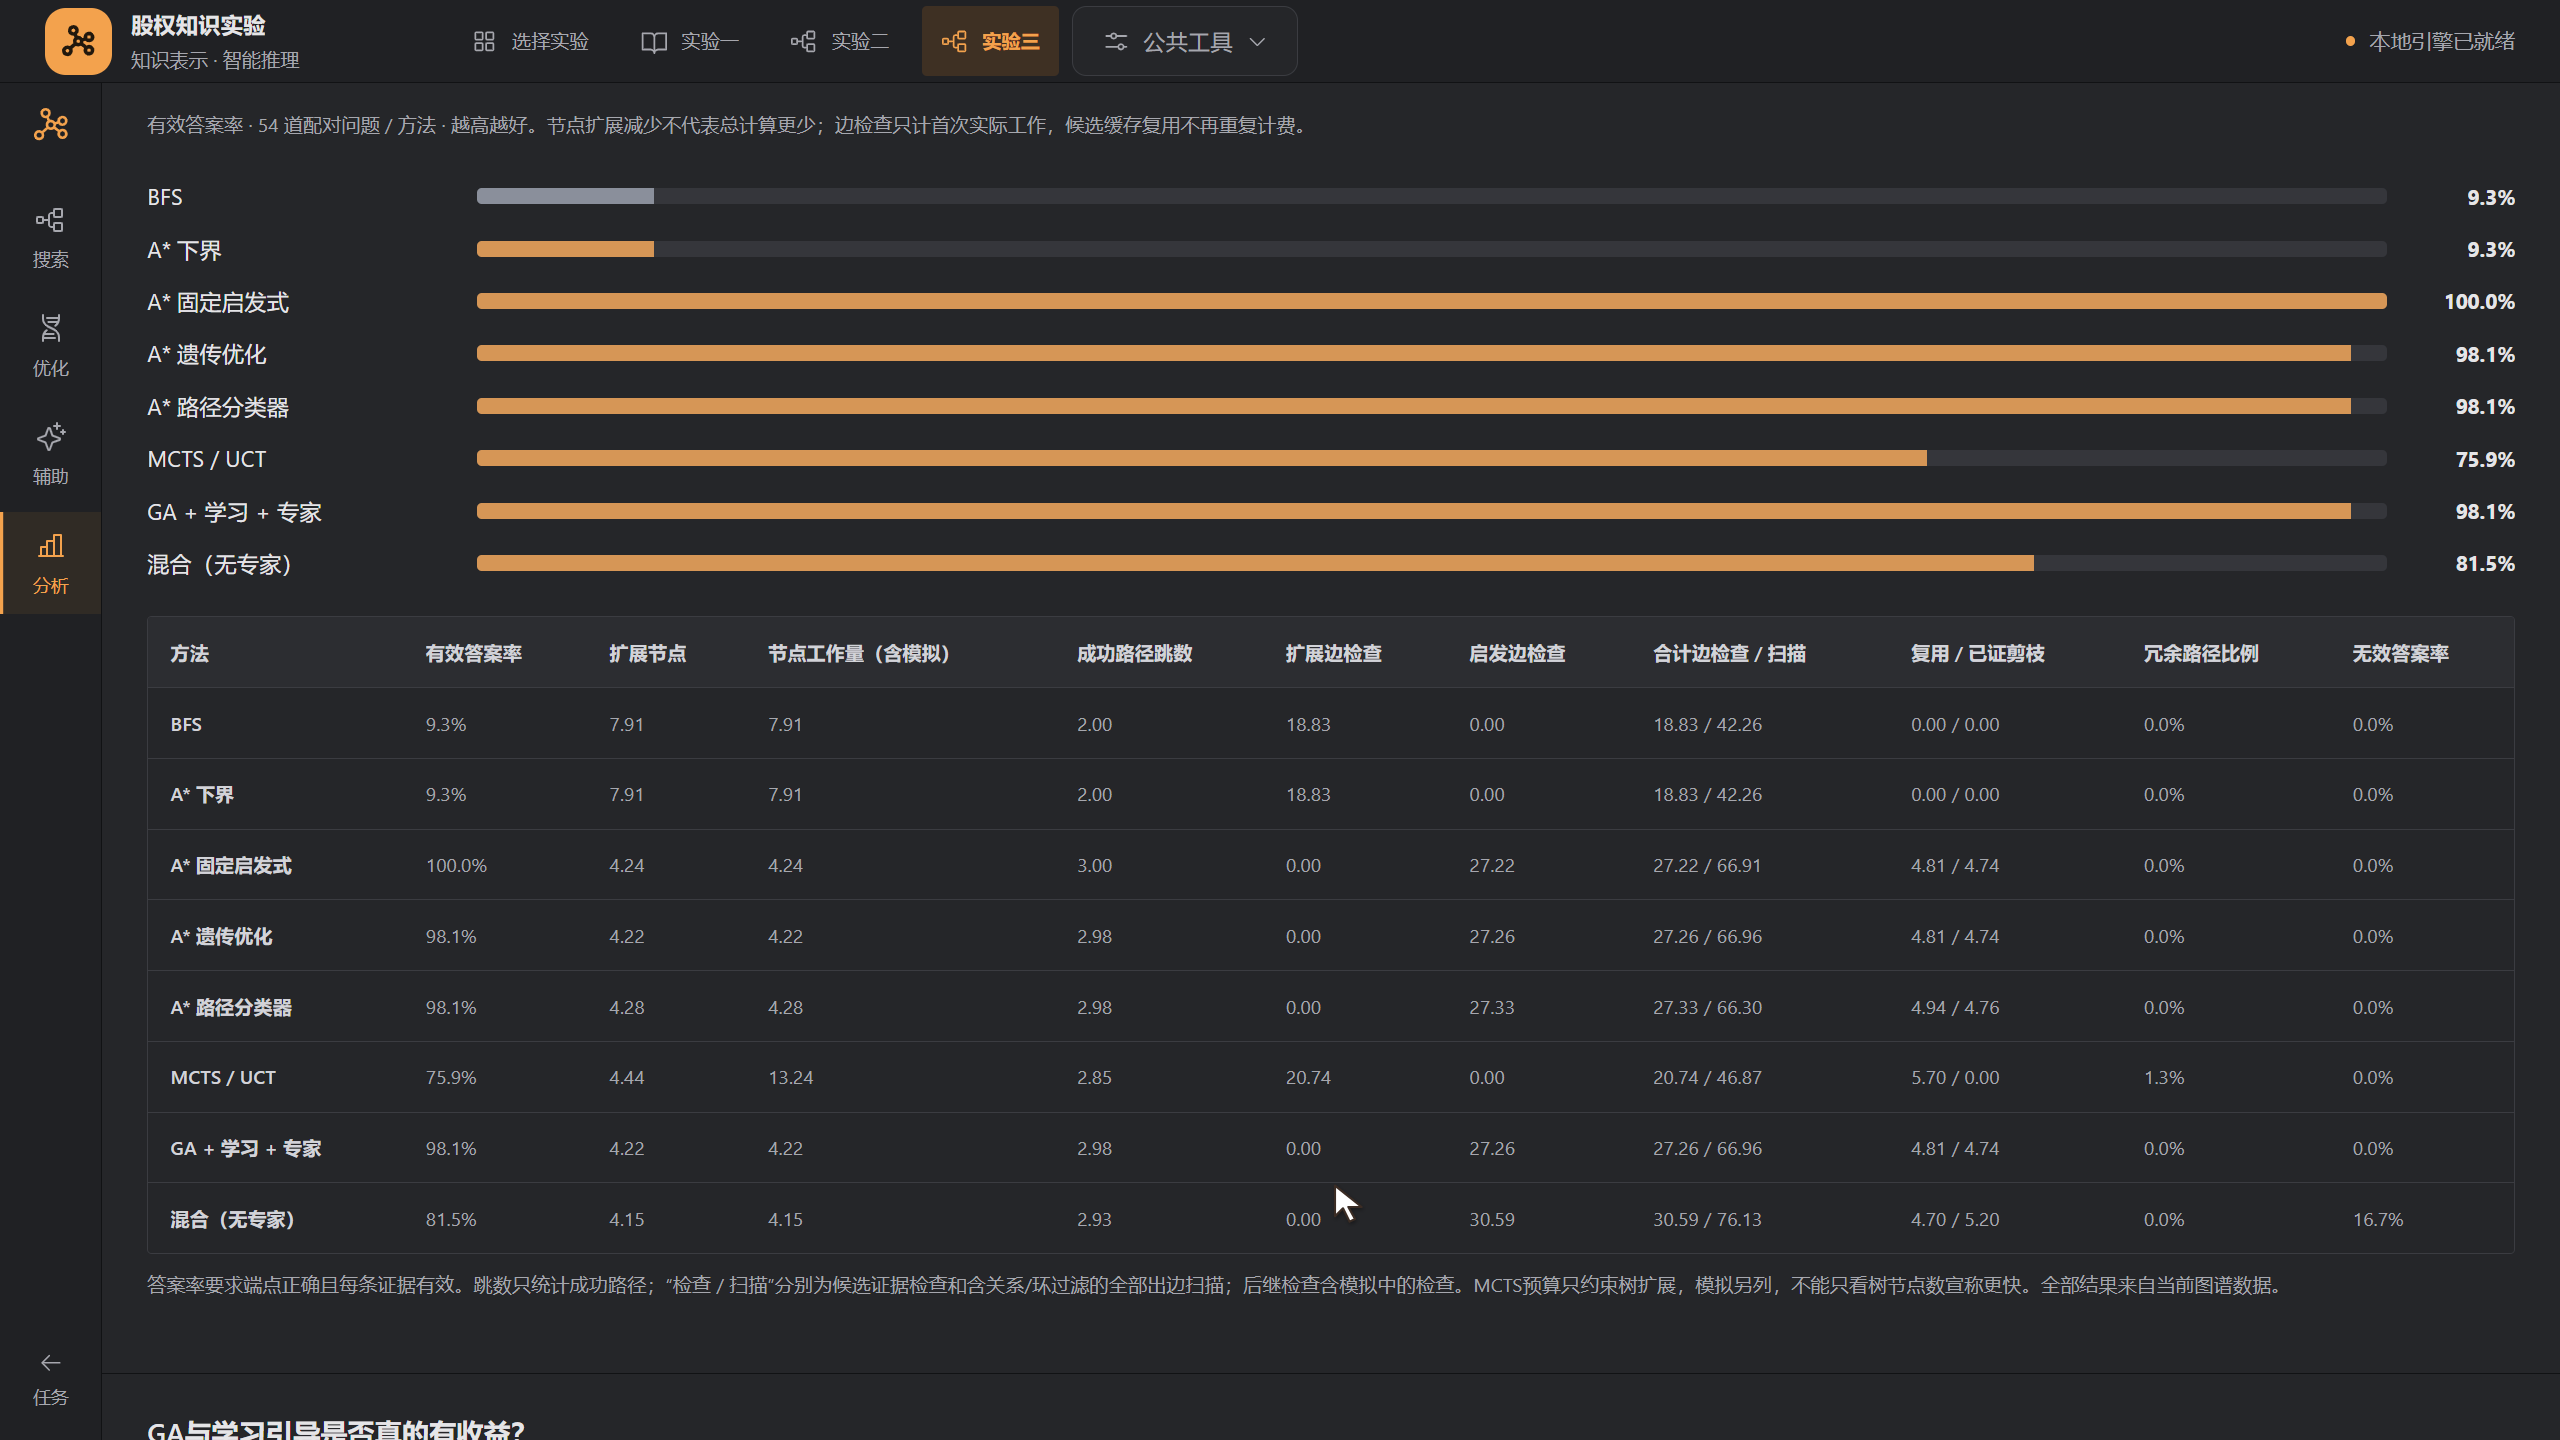 股权知识实验
知识表示 · 智能推理
选择实验
实验一
实验二
实验三
公共工具
本地引擎已就绪
搜索
优化
辅助
分析
任务
有效答案率 · 54 道配对问题 / 方法 · 越高越好。节点扩展减少不代表总计算更少；边检查只计首次实际工作，候选缓存复用不再重复计费。
BFS 9.3%
A* 下界 9.3%
A* 固定启发式 100.0%
A* 遗传优化 98.1%
A* 路径分类器 98.1%
MCTS / UCT 75.9%
GA + 学习 + 专家 98.1%
混合（无专家） 81.5%
方法 有效答案率 扩展节点 节点工作量（含模拟） 成功路径跳数 扩展边检查 启发边检查 合计边检查 / 扫描 复用 / 已证剪枝 冗余路径比例 无效答案率
BFS 9.3% 7.91 7.91 2.00 18.83 0.00 18.83 / 42.26 0.00 / 0.00 0.0% 0.0%
A* 下界 9.3% 7.91 7.91 2.00 18.83 0.00 18.83 / 42.26 0.00 / 0.00 0.0% 0.0%
A* 固定启发式 100.0% 4.24 4.24 3.00 0.00 27.22 27.22 / 66.91 4.81 / 4.74 0.0% 0.0%
A* 遗传优化 98.1% 4.22 4.22 2.98 0.00 27.26 27.26 / 66.96 4.81 / 4.74 0.0% 0.0%
A* 路径分类器 98.1% 4.28 4.28 2.98 0.00 27.33 27.33 / 66.30 4.94 / 4.76 0.0% 0.0%
MCTS / UCT 75.9% 4.44 13.24 2.85 20.74 0.00 20.74 / 46.87 5.70 / 0.00 1.3% 0.0%
GA + 学习 + 专家 98.1% 4.22 4.22 2.98 0.00 27.26 27.26 / 66.96 4.81 / 4.74 0.0% 0.0%
混合（无专家） 81.5% 4.15 4.15 2.93 0.00 30.59 30.59 / 76.13 4.70 / 5.20 0.0% 16.7%
答案率要求端点正确且每条证据有效。跳数只统计成功路径；“检查 / 扫描”分别为候选证据检查和含关系/环过滤的全部出边扫描；后继检查含模拟中的检查。MCTS预算只约束树扩展，模拟另列，不能只看树节点数宣称更快。全部结果来自当前图谱数据。
GA与学习引导是否真的有收益？